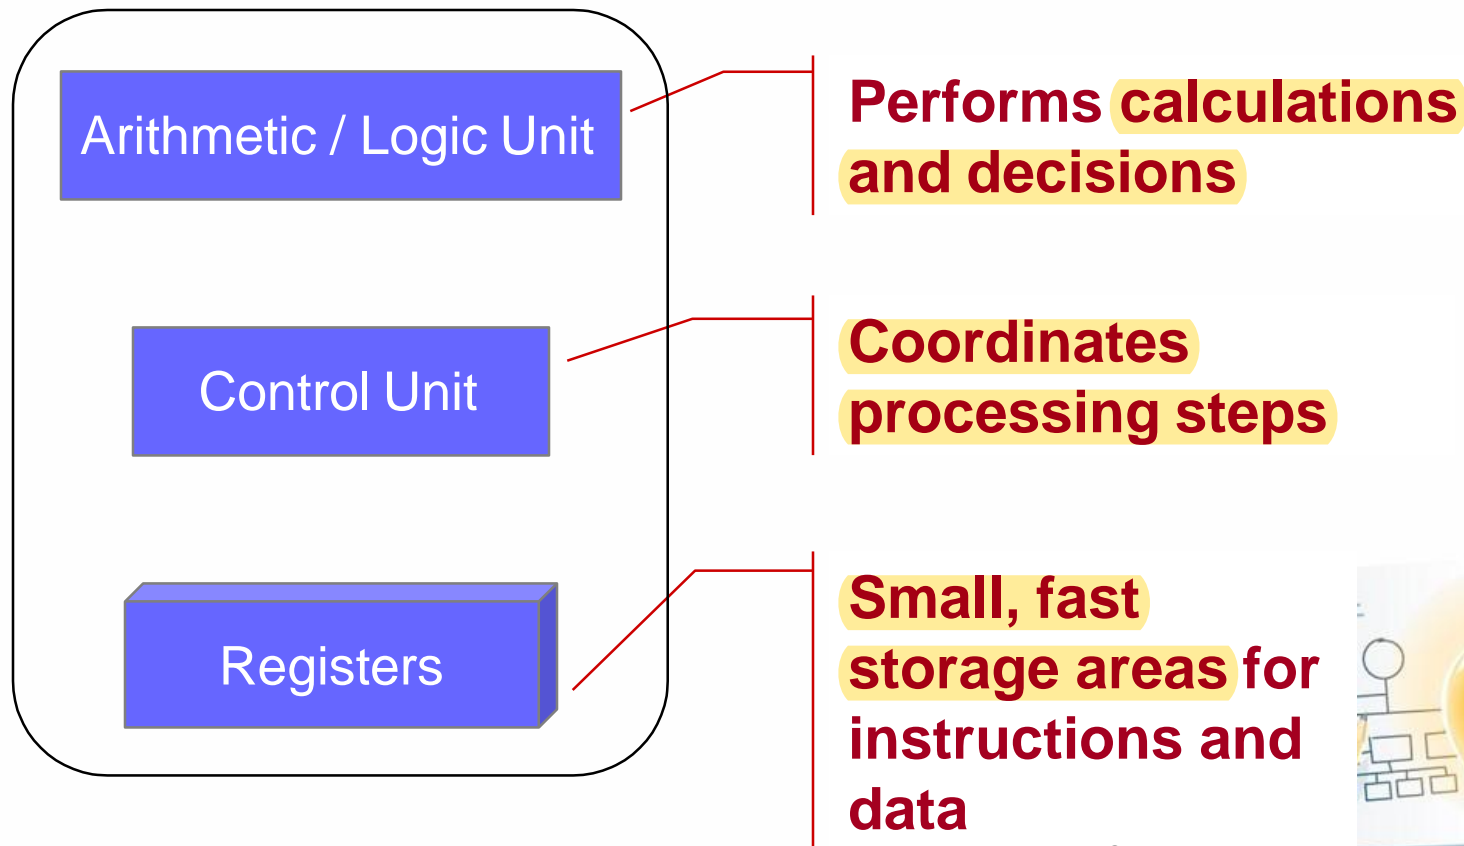 Arithmetic / Logic Unit
Performs calculations
and decisions
Control Unit
Coordinates
processing steps
Registers
Small, fast
storage areas for
instructions and
data